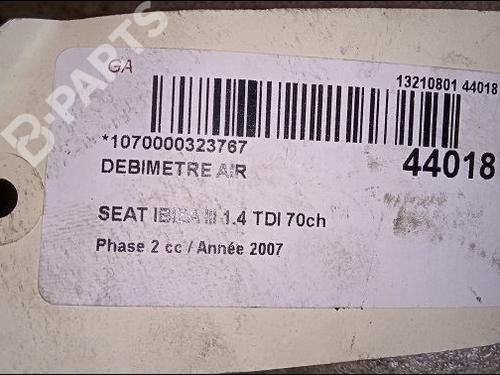 B-PARTS
GA
13210801 44018
*1070000323767
44018
DEBIMETRE AIR
SEAT IBIZA III 1.4 TDI 70ch
Phase 2 cc / Année 2007